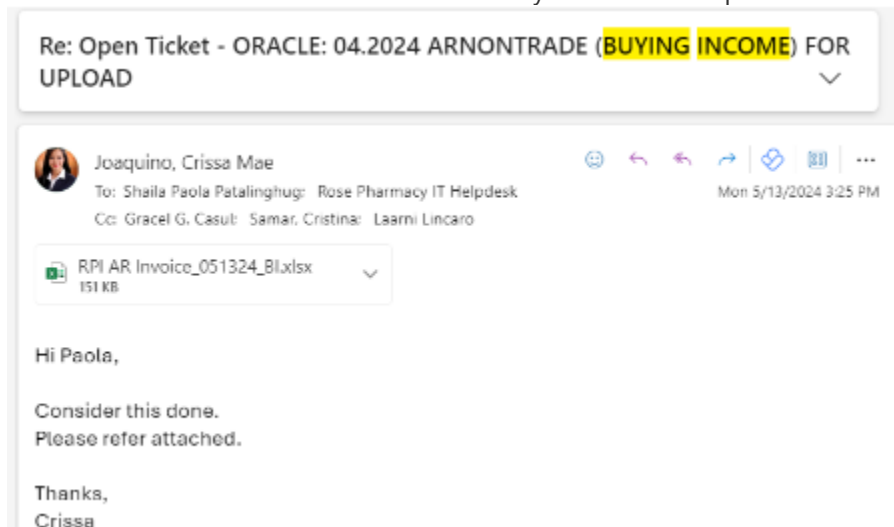 Re: Open Ticket - ORACLE: 04.2024 ARNONTRADE (BUYING INCOME) FOR
UPLOAD
Joaquino, Crissa Mae
To: Shaila Paola Patalinghug; Rose Pharmacy IT Helpdesk
Mon 5/13/2024 3:25 PM
Cc: Gracel G. Casul; Samar, Cristina; Laarni Lincaro
RPI AR Invoice_051324_BI.xlsx
151 KB
Hi Paola,
Consider this done.
Please refer attached.
Thanks,
Crissa